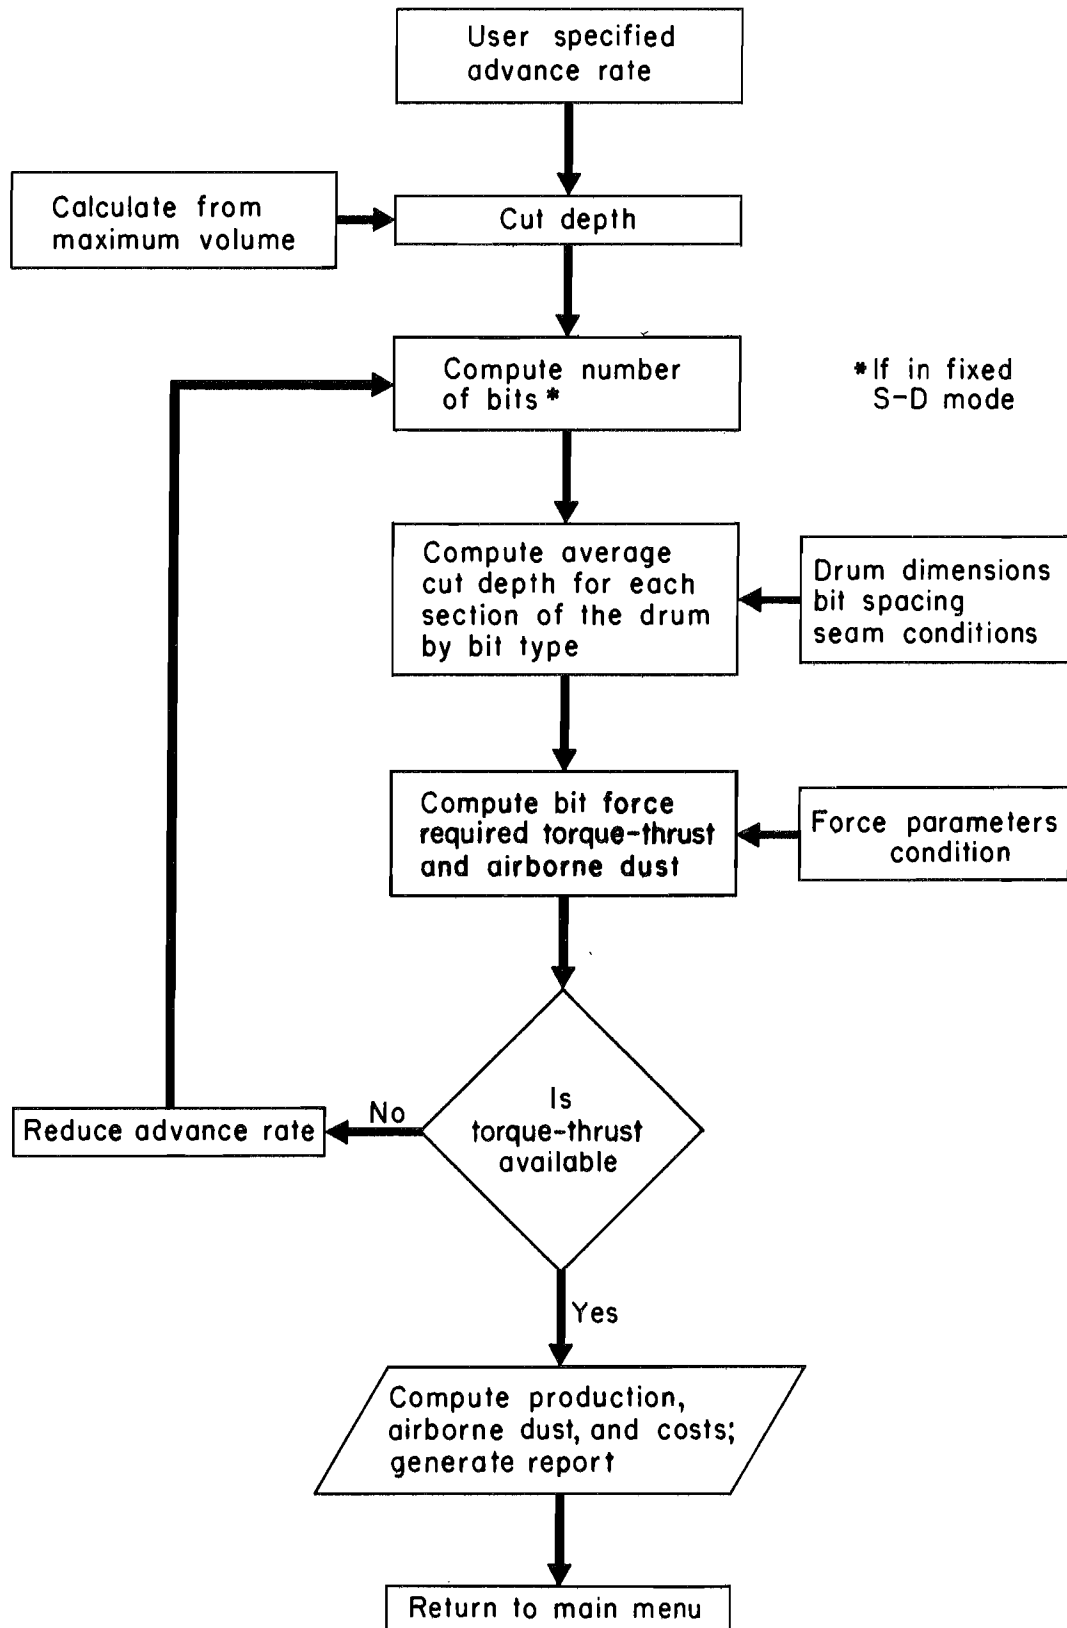 User specified
advance rate
Calculate from
maximum volume
Cut depth
Compute number
of bits*
*If in fixed
S-D mode
Compute average
cut depth for each
section of the drum
by bit type
Drum dimensions
bit spacing
seam conditions
Compute bit force
required torque-thrust
and airborne dust
Force parameters
condition
Is
torque-thrust
available
No
Reduce advance rate
Yes
Compute production,
airborne dust, and costs;
generate report
Return to main menu